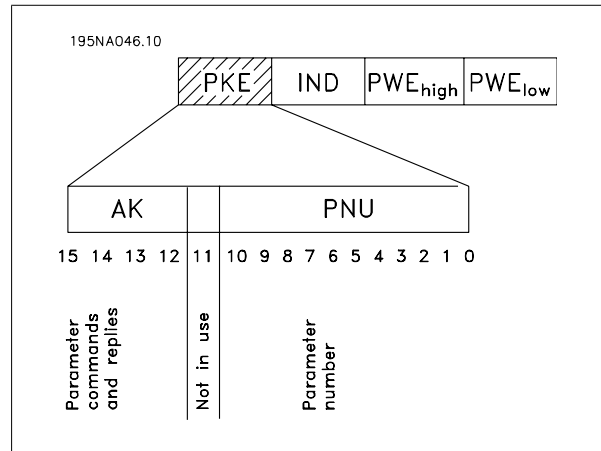 195NA046.10
PKE IND PWEhigh PWElow
AK PNU
15 14 13 12 11 10 9 8 7 6 5 4 3 2 1 0
Parameter
commands
and replies
Not in use
Parameter
number